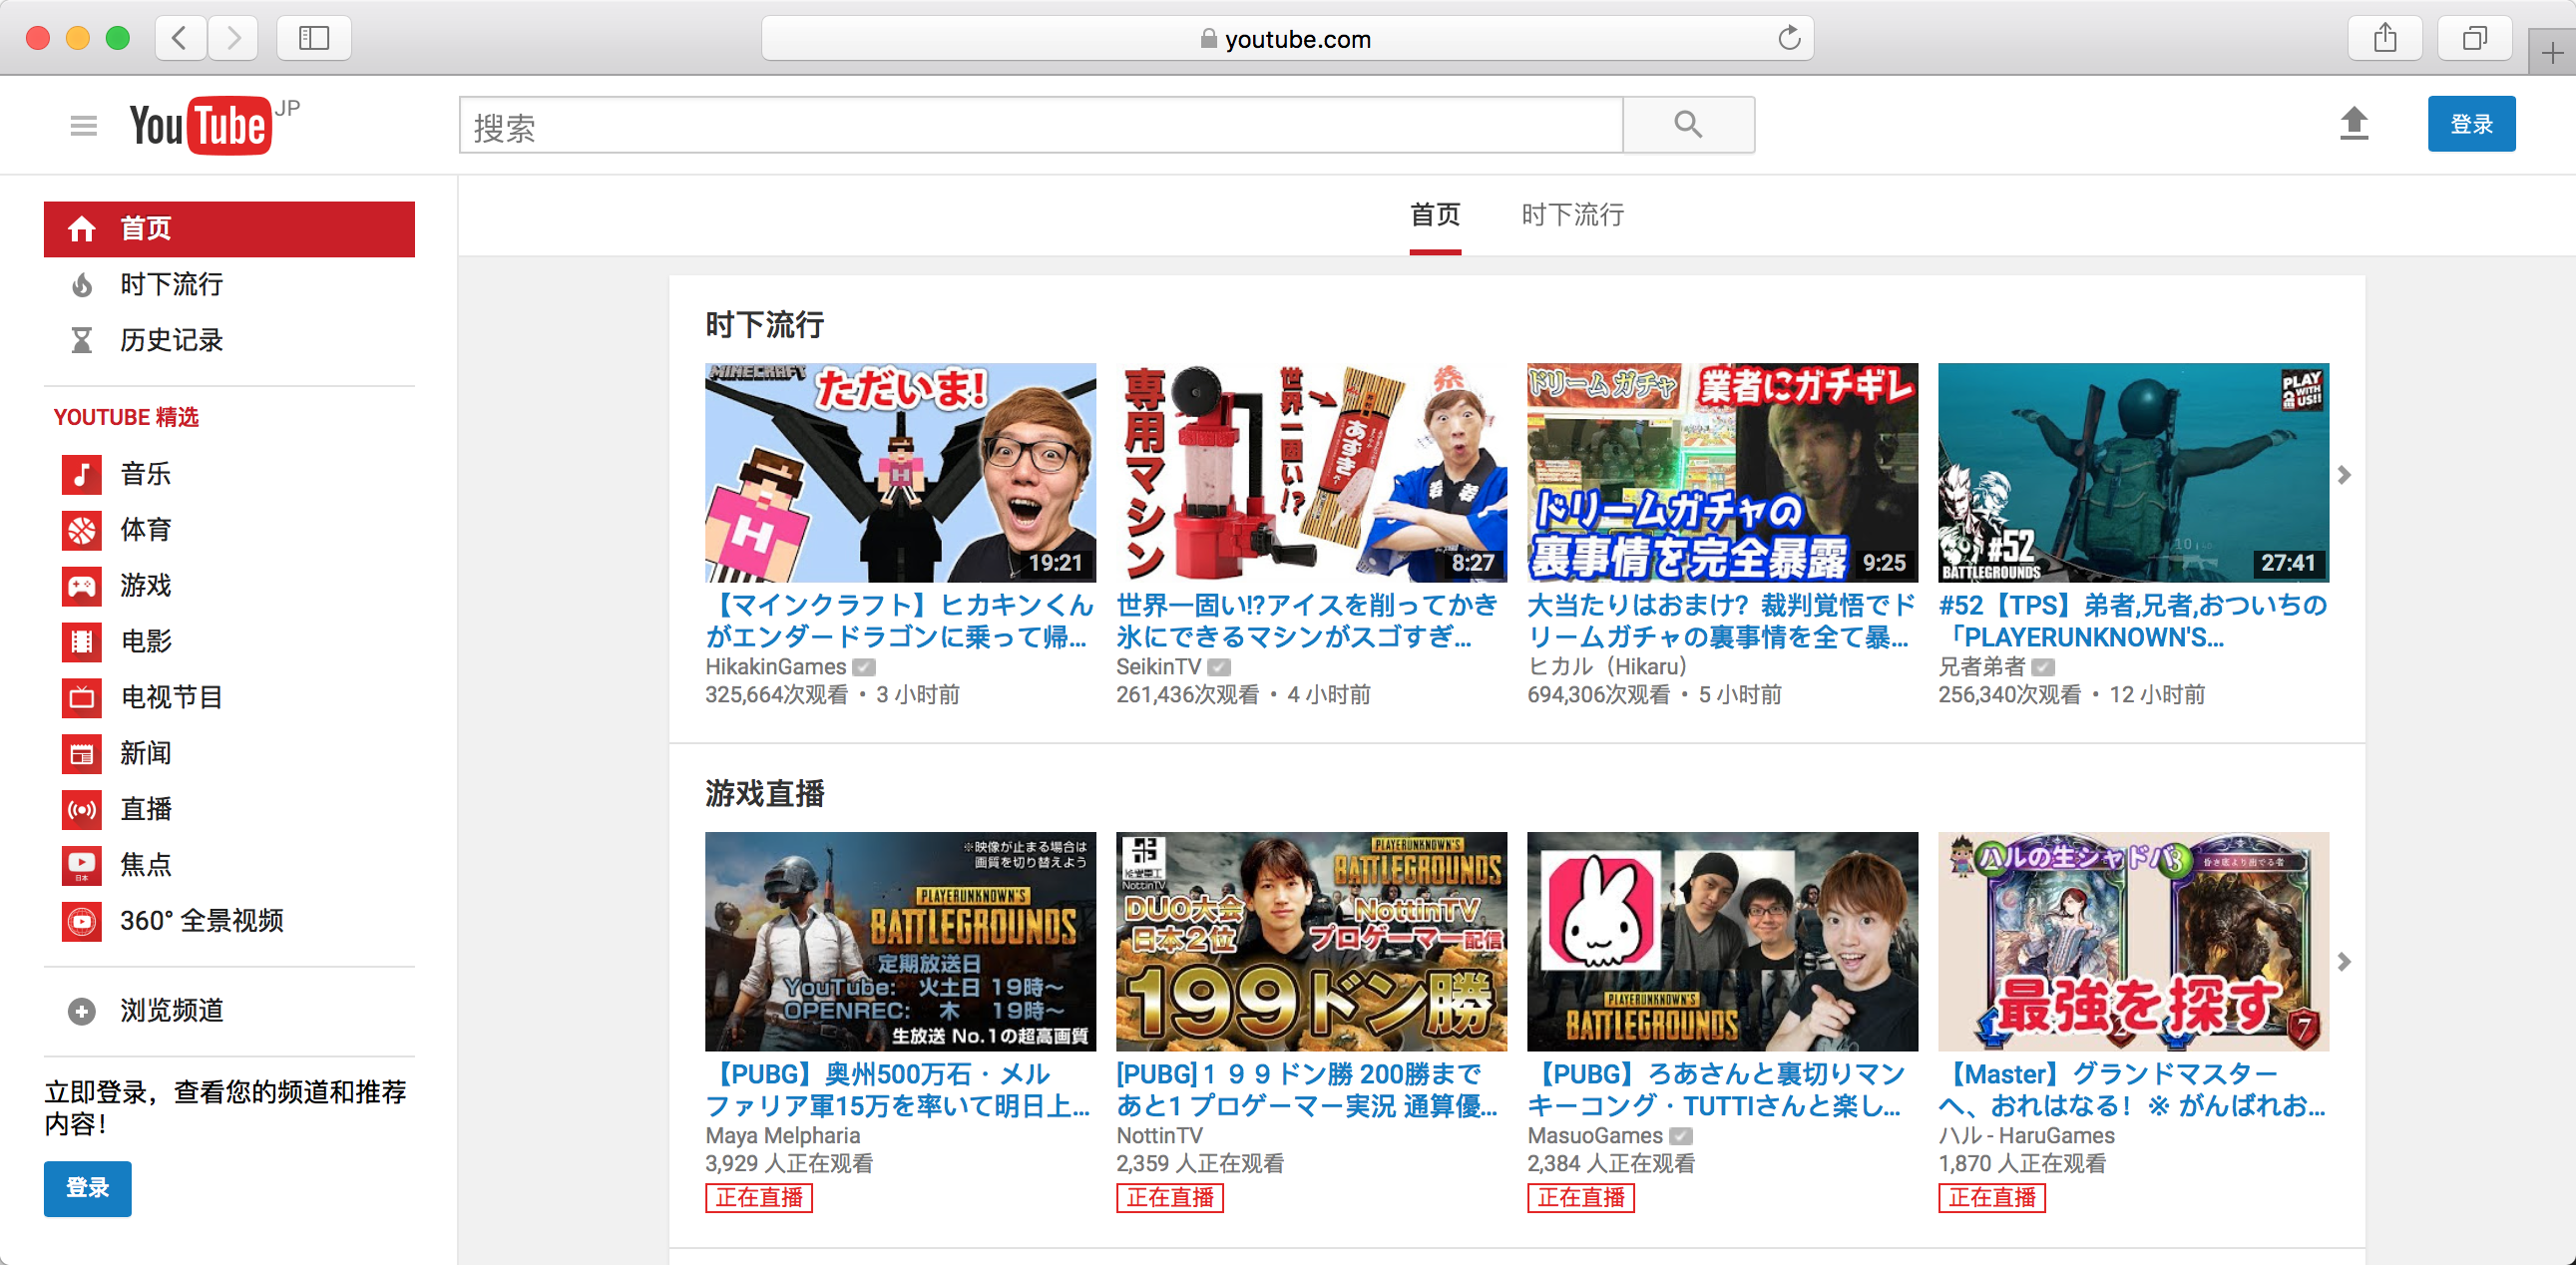 youtube.com
YouTube JP
搜索
登录
首页
时下流行
历史记录
YOUTUBE 精选
音乐
体育
游戏
电影
电视节目
新闻
直播
焦点
360° 全景视频
浏览频道
立即登录，查看您的频道和推荐
内容！
登录
首页 时下流行
时下流行
MINECRAFT
ただいま!
19:21
【マインクラフト】ヒカキンくん
がエンダードラゴンに乗って帰...
HikakinGames
325,664次观看 • 3 小时前
専用マシン
世界一固い!?
あずき
8:27
世界一固い!?アイスを削ってかき
氷にできるマシンがスゴすぎ...
SeikinTV
261,436次观看 • 4 小时前
ドリームガチャ
業者にガチギレ
ドリームガチャの
裏事情を完全暴露
9:25
大当たりはおまけ？裁判覚悟でド
リームガチャの裏事情を全て暴...
ヒカル（Hikaru）
694,306次观看 • 5 小时前
PLAY
WITH
US!!
#52
BATTLEGROUNDS
27:41
#52【TPS】弟者,兄者,おついちの
「PLAYERUNKNOWN'S...
兄者弟者
256,340次观看 • 12 小时前
游戏直播
※映像が止まる場合は
画質を切り替えよう
PLAYERUNKNOWN'S
BATTLEGROUNDS
定期放送日
YouTube: 火土日 19時〜
OPENREC: 木 19時〜
生放送 No.1の超高画質
【PUBG】奥州500万石・メル
ファリア軍15万を率いて明日上...
Maya Melpharia
3,929 人正在观看
正在直播
NottinTV
PLAYERUNKNOWN'S
BATTLEGROUNDS
DUO大会
日本２位
NottinTV
プロゲーマー配信
199ドン勝
[PUBG]１９９ドン勝 200勝まで
あと1 プロゲーマー実況 通算優...
NottinTV
2,359 人正在观看
正在直播
PLAYERUNKNOWN'S
BATTLEGROUNDS
【PUBG】ろあさんと裏切りマン
キーコング・TUTTIさんと楽し...
MasuoGames
2,384 人正在观看
正在直播
ハルの生シャドバ
最強を探す
7
【Master】グランドマスター
へ、おれはなる！※ がんばれお...
ハル - HaruGames
1,870 人正在观看
正在直播